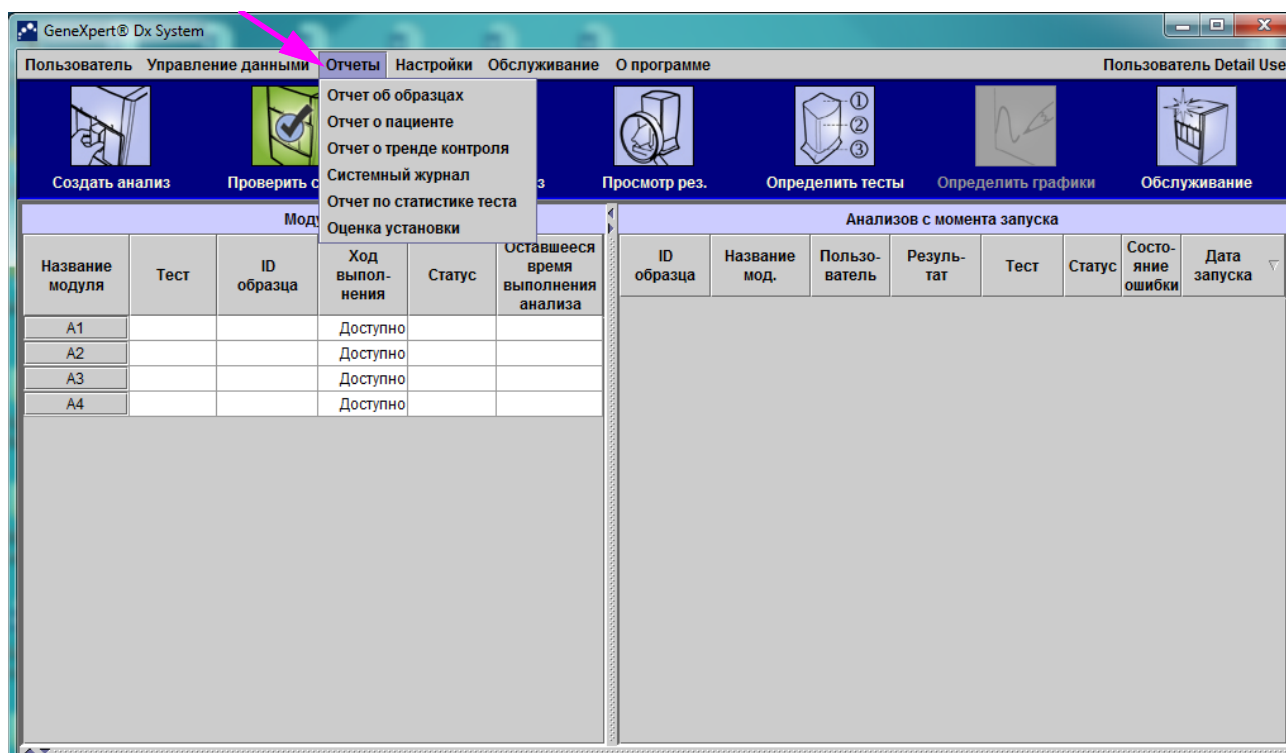 GeneXpert® Dx System
Пользователь Управление данными Отчеты Настройки Обслуживание О программе Пользователь Detail Use
Отчет об образцах
Отчет о пациенте
Отчет о тренде контроля
Системный журнал
Отчет по статистике теста
Оценка установки
①
②
③
Создать анализ Проверить с з Просмотр рез. Определить тесты Определить графики Обслуживание
Мод Анализов с момента запуска
Название модуля
Тест
ID образца
Ход выпол-нения
Статус
Оставшееся время выполнения анализа
ID образца
Название мод.
Пользо-ватель
Резуль-тат
Тест
Статус
Состо-яние ошибки
Дата запуска
A1 Доступно
A2 Доступно
A3 Доступно
A4 Доступно